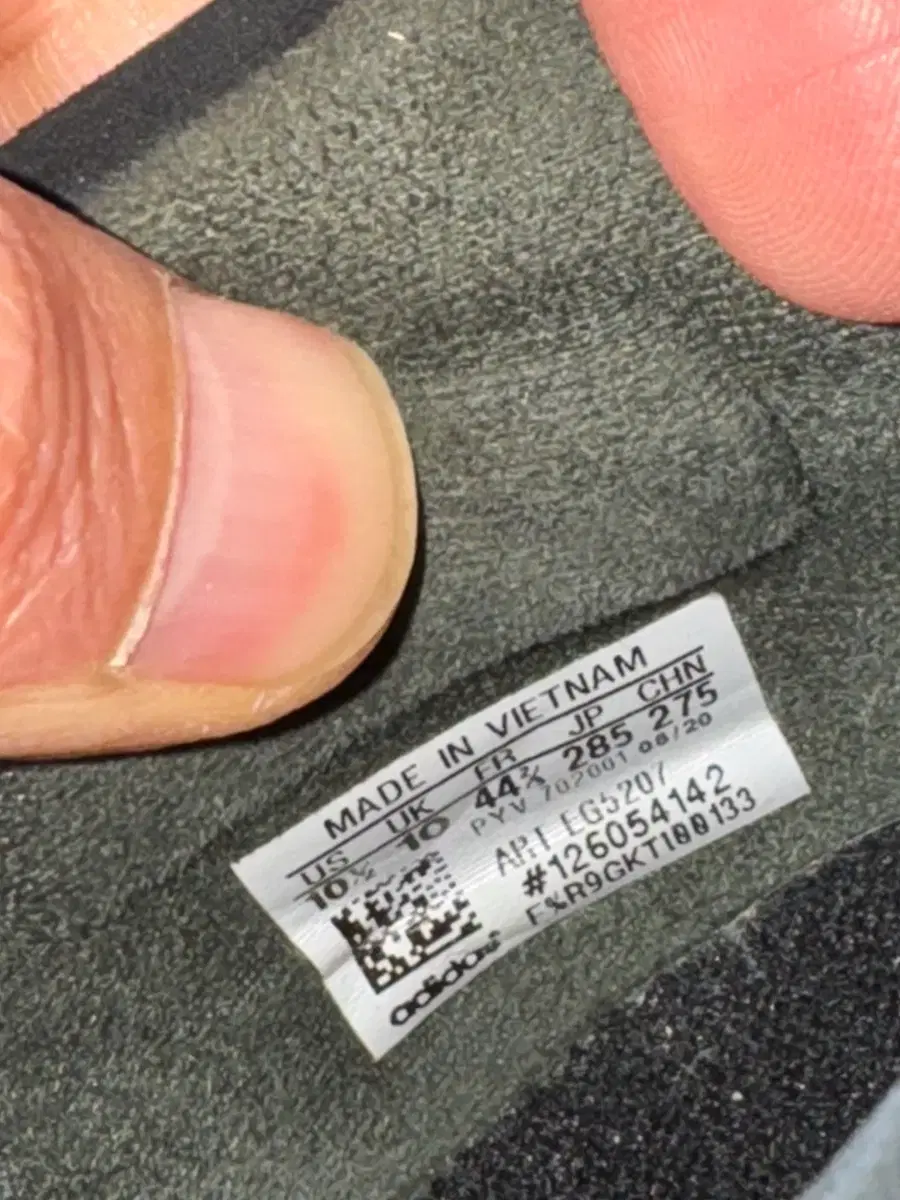 MADE IN VIETNAM
US UK FR JP CHN
10½ 10 44⅔ 285 275
PYV 702001 08/20
ART EG5207
#126054142
adidas